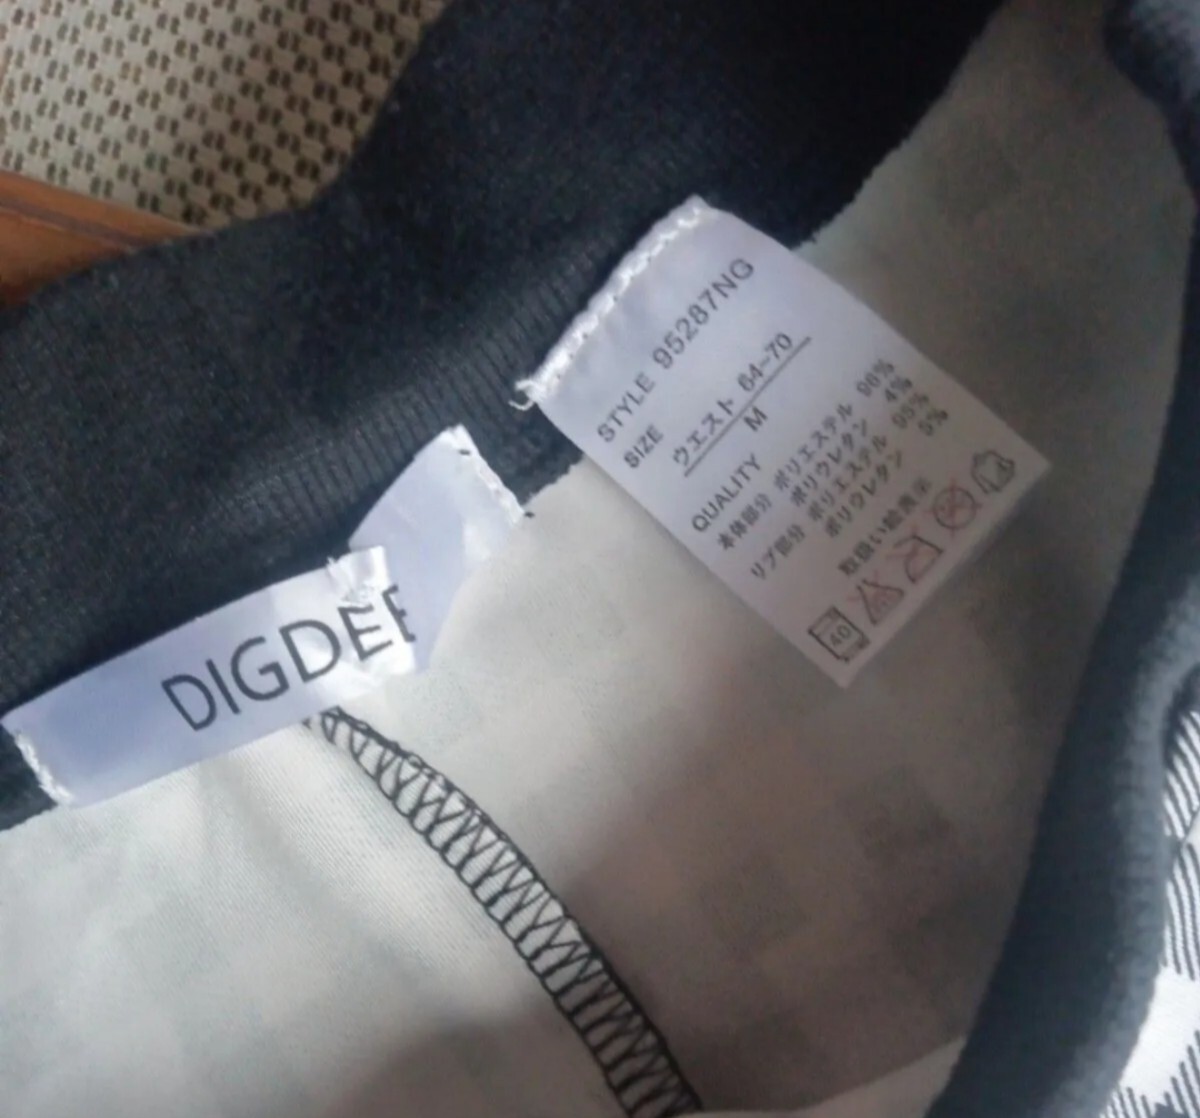 DIGDEE
STYLE 95287NG
SIZE
ウエスト 64-70
M
QUALITY
本体部分 ポリエステル 96%
ポリウレタン 4%
リブ部分 ポリエステル 95%
ポリウレタン 5%
取扱い絵表示
40